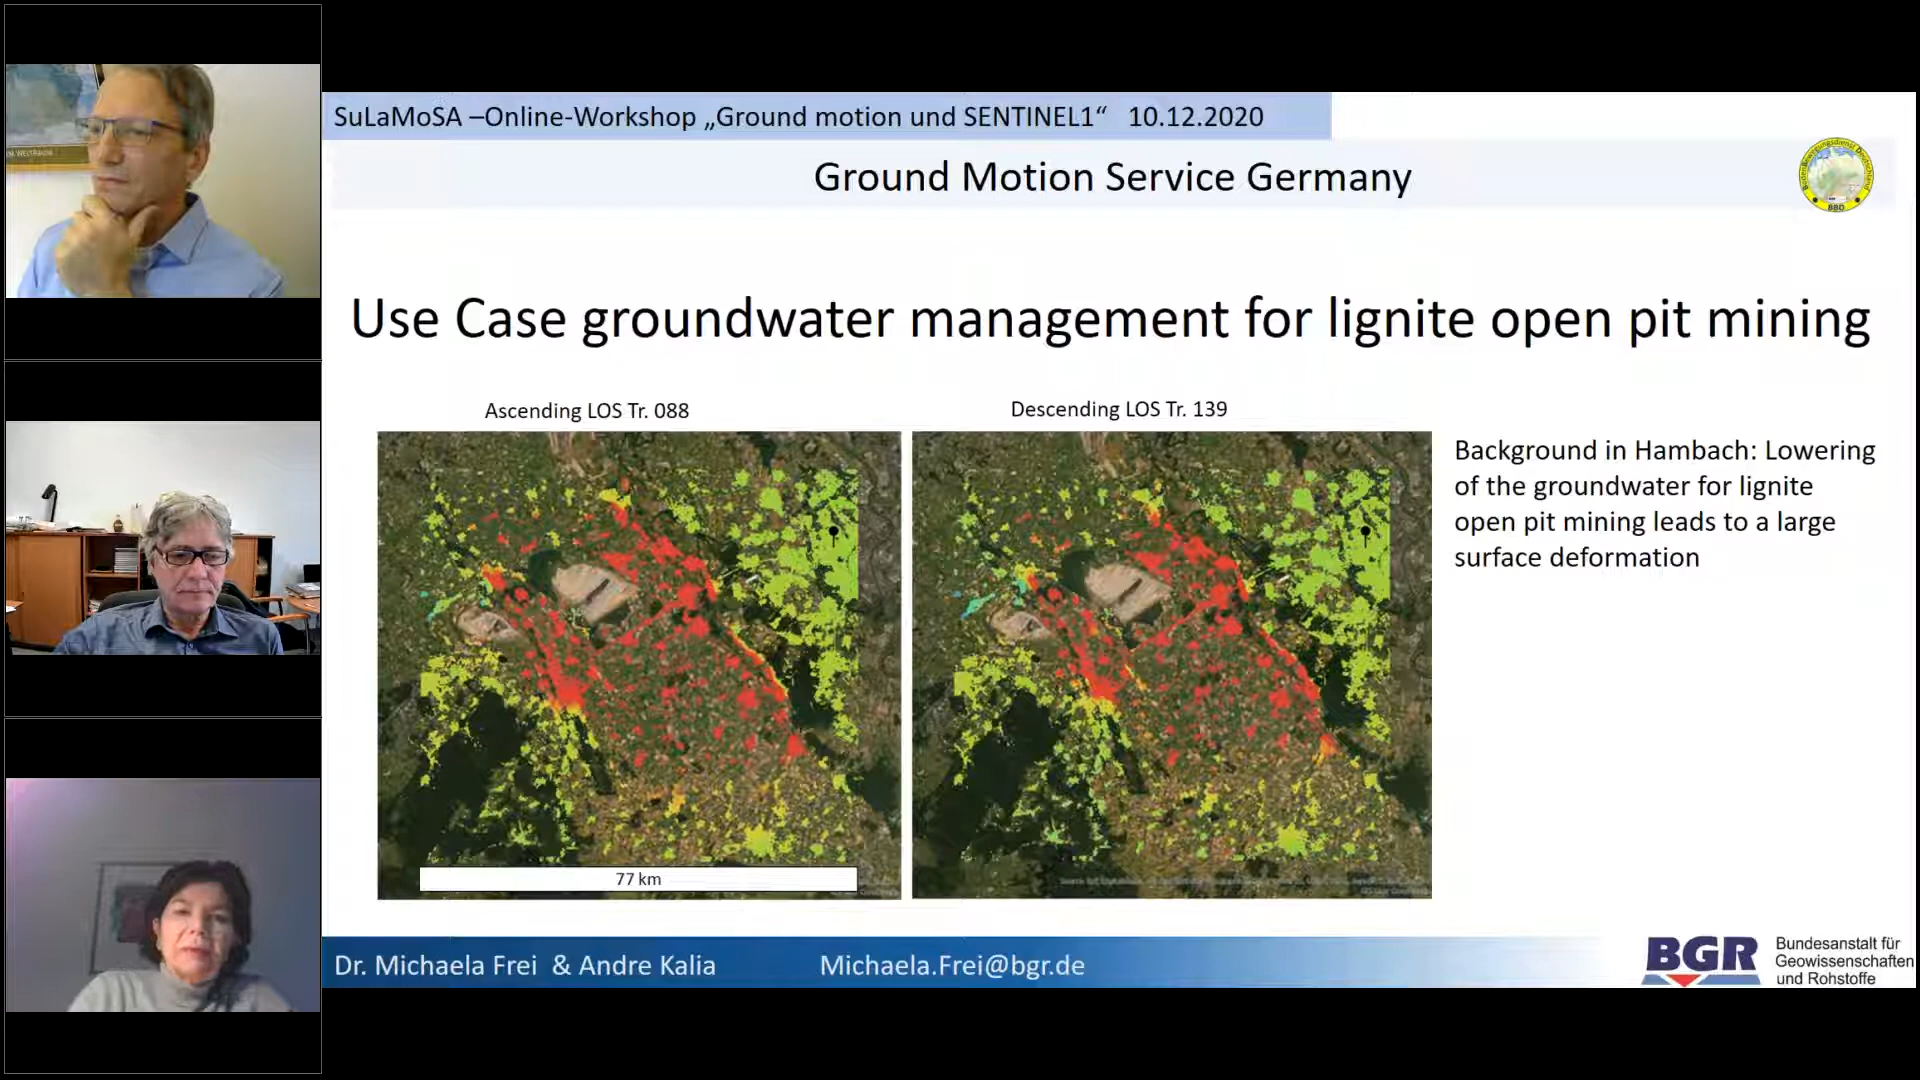 SuLaMoSA –Online-Workshop „Ground motion und SENTINEL1“ 10.12.2020
Ground Motion Service Germany
BodenBewegungsdienst Deutschland
BBD
Use Case groundwater management for lignite open pit mining
Ascending LOS Tr. 088
Descending LOS Tr. 139
Background in Hambach: Lowering
of the groundwater for lignite
open pit mining leads to a large
surface deformation
77 km
Dr. Michaela Frei & Andre Kalia
Michaela.Frei@bgr.de
BGR
Bundesanstalt für
Geowissenschaften
und Rohstoffe